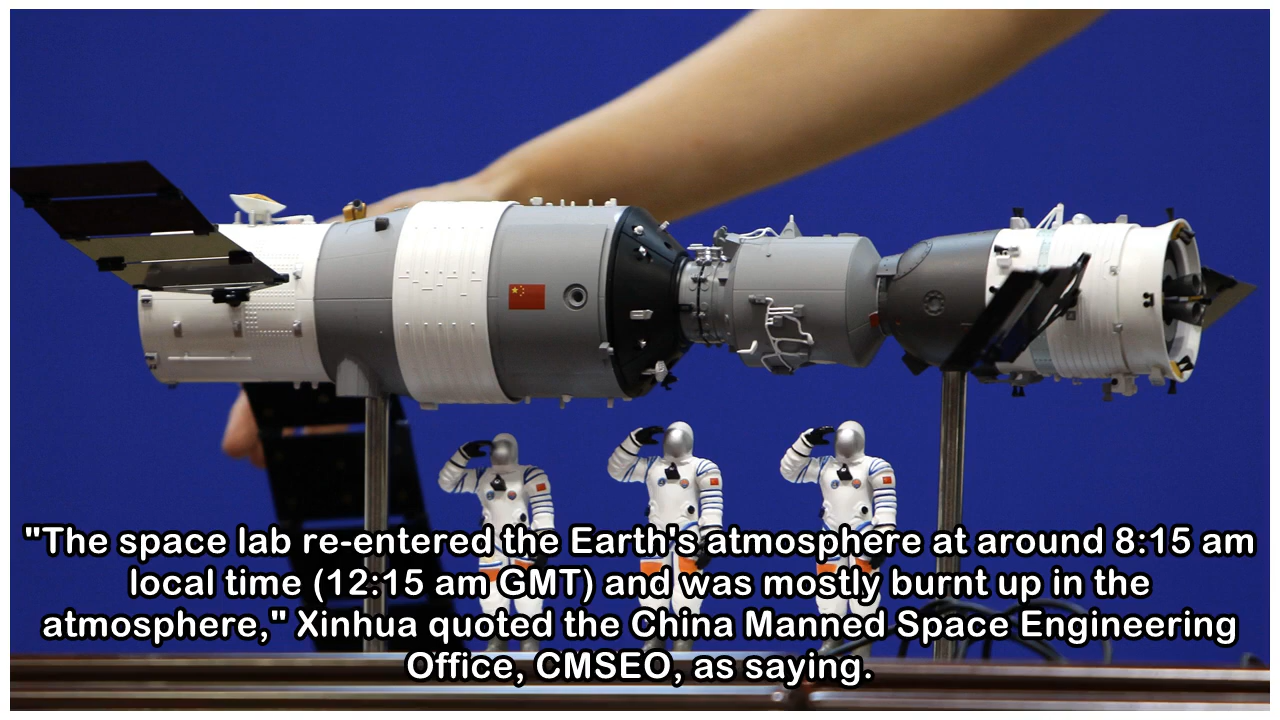 "The space lab re-entered the Earth's atmosphere at around 8:15 am
local time (12:15 am GMT) and was mostly burnt up in the
atmosphere," Xinhua quoted the China Manned Space Engineering
Office, CMSEO, as saying.